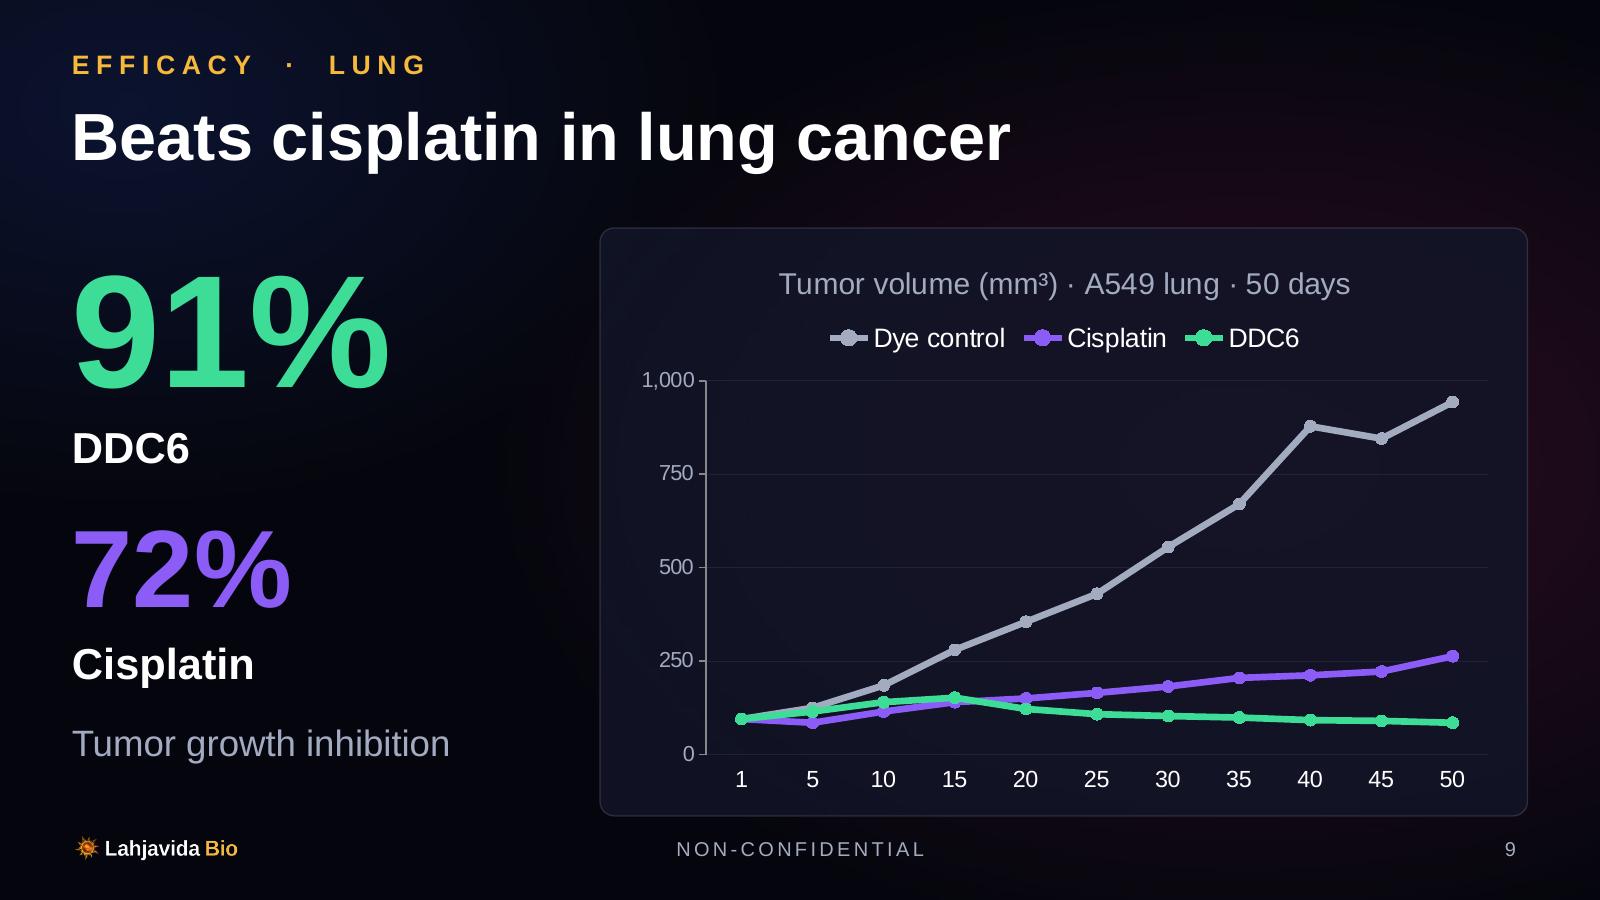 EFFICACY · LUNG
Beats cisplatin in lung cancer
91%
DDC6
72%
Cisplatin
Tumor growth inhibition
Tumor volume (mm³) · A549 lung · 50 days
Dye control Cisplatin DDC6
1,000
750
500
250
0
1 5 10 15 20 25 30 35 40 45 50
Lahjavida Bio
NON-CONFIDENTIAL
9